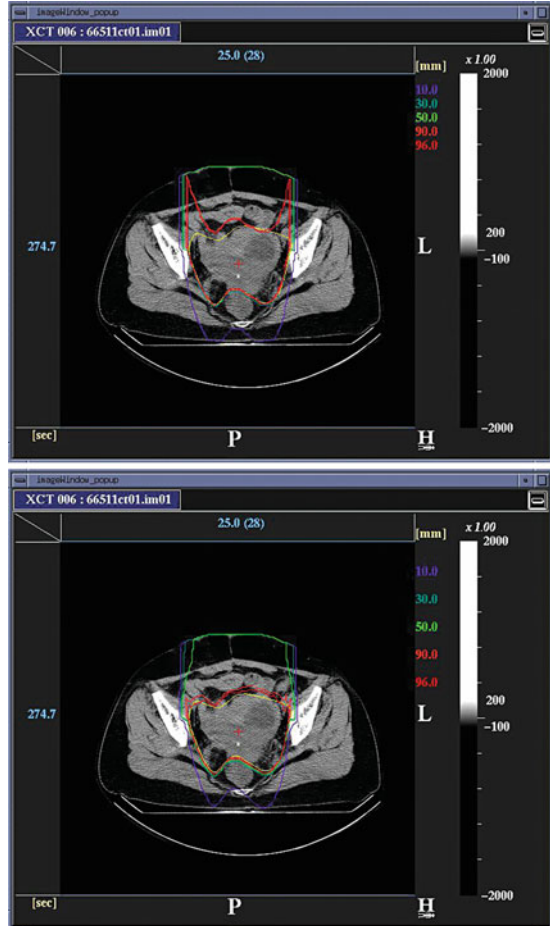 imageWindow_popup
XCT 006 : 66511ct01.im01
25.0 (28)
[mm]
x 1.00
2000
10.0
30.0
50.0
90.0
96.0
200
-100
274.7
L
-2000
[sec]
P
H
imageWindow_popup
XCT 006 : 66511ct01.im01
25.0 (28)
[mm]
x 1.00
2000
10.0
30.0
50.0
90.0
96.0
200
-100
274.7
L
-2000
[sec]
P
H